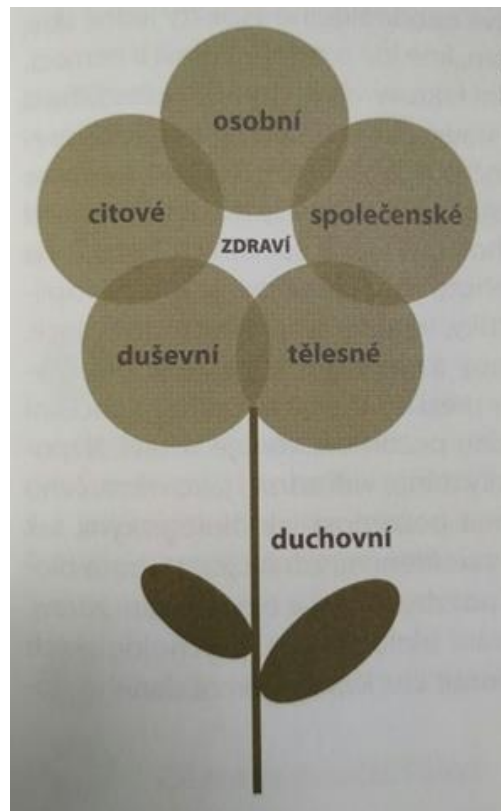 osobní
citové
společenské
ZDRAVÍ
duševní
tělesné
duchovní